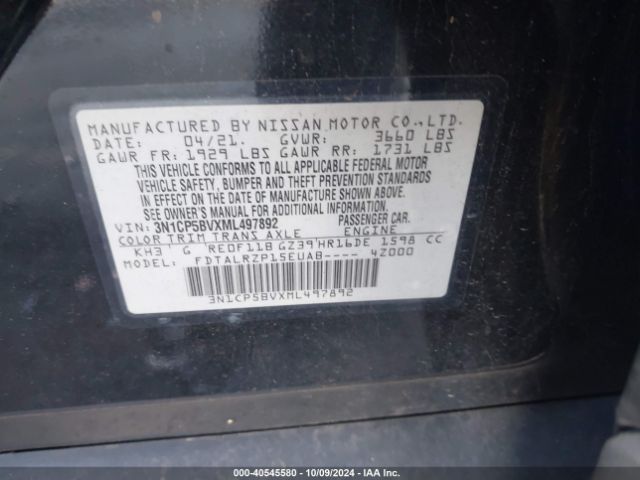 MANUFACTURED BY NISSAN MOTOR CO.,LTD.
DATE: 04/21. GVWR: 3660 LBS
GAWR FR: 1929 LBS GAWR RR: 1731 LBS
THIS VEHICLE CONFORMS TO ALL APPLICABLE FEDERAL MOTOR
VEHICLE SAFETY, BUMPER AND THEFT PREVENTION STANDARDS
IN EFFECT ON THE DATE OF MANUFACTURE SHOWN ABOVE.
SEE OWNER'S MANUAL FOR ADDITIONAL INFORMATION.
VIN: 3N1CP5BVXML497892 PASSENGER CAR.
COLOR TRIM TRANS AXLE ENGINE
KH3 G RE0F11B GZ39 HR16DE 1598 CC
MODEL: FDTALRZP15EUAB---- 4Z000
3N1CP5BVXML497892
000-40545580 - 10/09/2024 - IAA Inc.